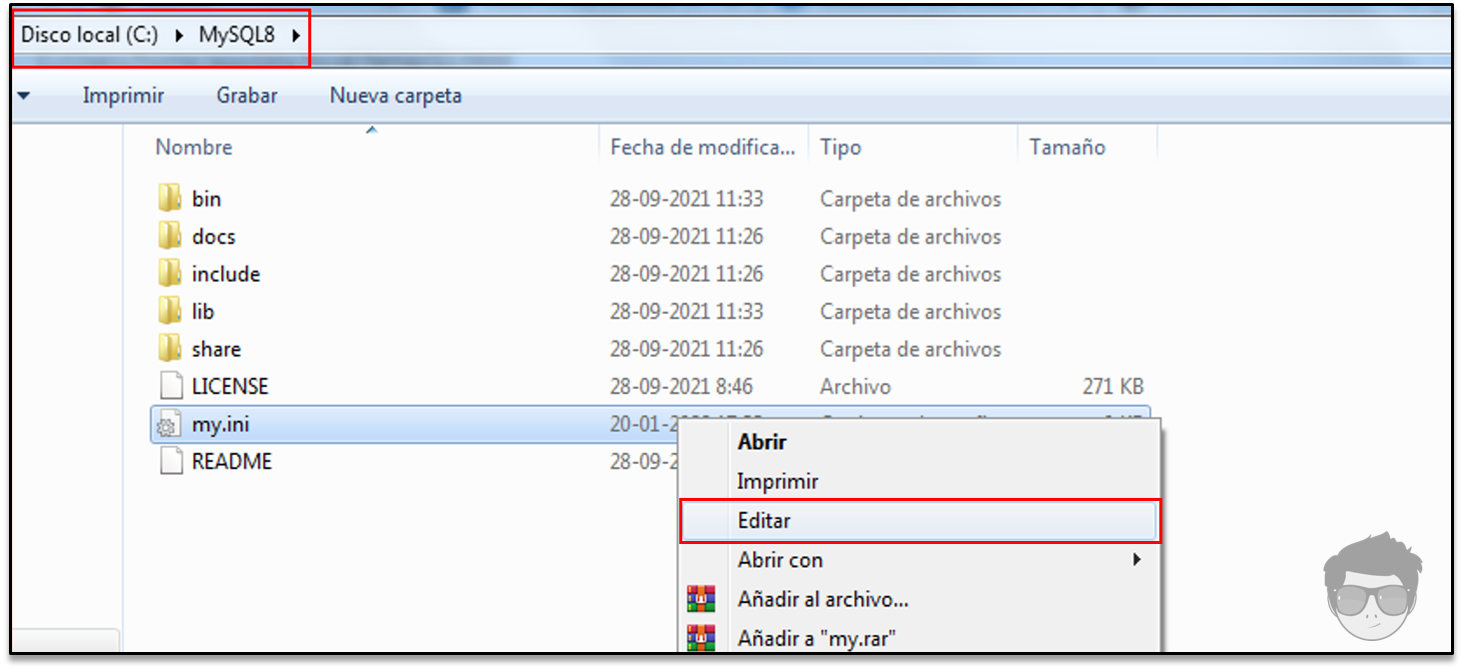 Disco local (C:) MySQL8
Imprimir Grabar Nueva carpeta
Nombre Fecha de modifica... Tipo Tamaño
bin 28-09-2021 11:33 Carpeta de archivos
docs 28-09-2021 11:26 Carpeta de archivos
include 28-09-2021 11:26 Carpeta de archivos
lib 28-09-2021 11:33 Carpeta de archivos
share 28-09-2021 11:26 Carpeta de archivos
LICENSE 28-09-2021 8:46 Archivo 271 KB
my.ini 20-01-2
README 28-09-2
Abrir
Imprimir
Editar
Abrir con
Añadir al archivo...
Añadir a "my.rar"